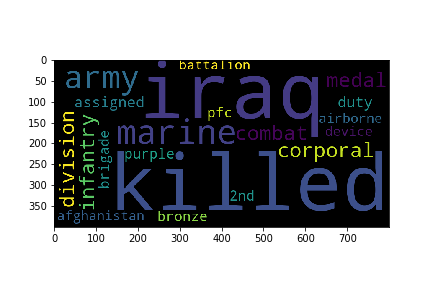 0
50
100
150
200
250
300
350
battalion
army
iraq
medal
assigned
duty
pfc
airborne
marine
combat
device
division
infantry
brigade
purple
corporal
killed
2nd
afghanistan
bronze
0 100 200 300 400 500 600 700